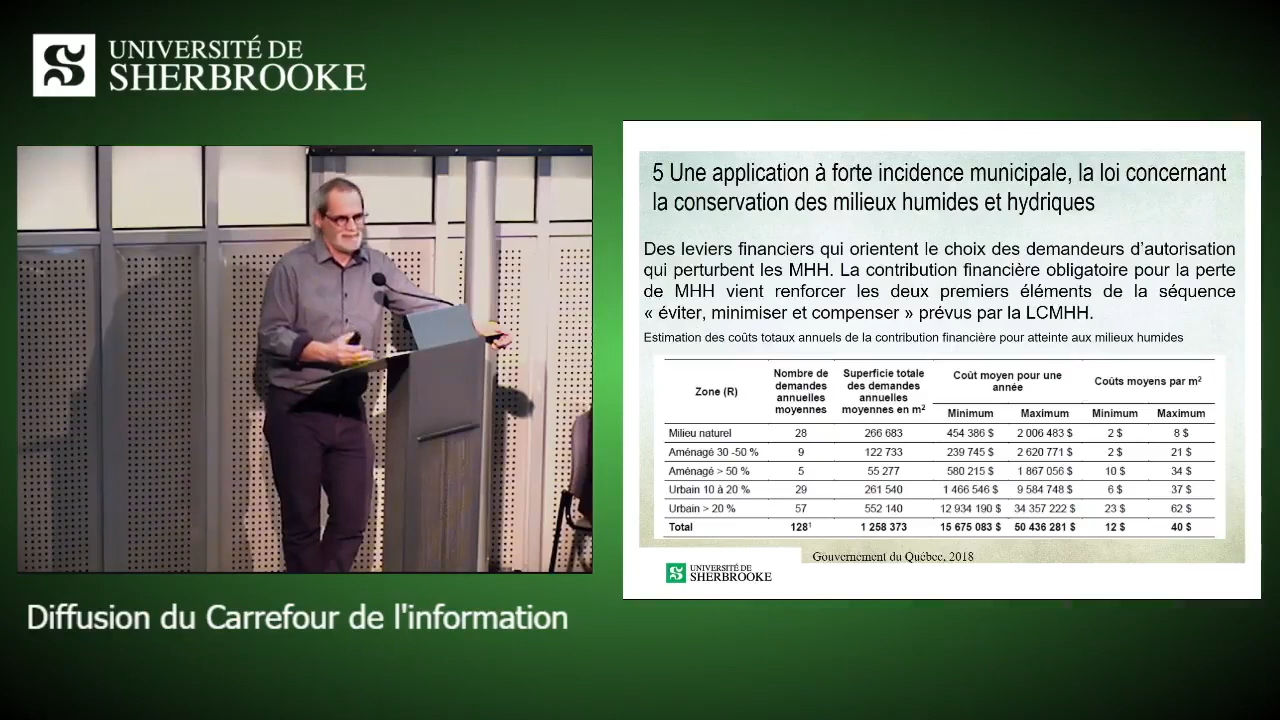 UNIVERSITÉ DE
SHERBROOKE
5 Une application à forte incidence municipale, la loi concernant
la conservation des milieux humides et hydriques
Des leviers financiers qui orientent le choix des demandeurs d’autorisation
qui perturbent les MHH. La contribution financière obligatoire pour la perte
de MHH vient renforcer les deux premiers éléments de la séquence
« éviter, minimiser et compenser » prévus par la LCMHH.
Estimation des coûts totaux annuels de la contribution financière pour atteinte aux milieux humides
Zone (R)
Nombre de
demandes
annuelles
moyennes
Superficie totale
des demandes
annuelles
moyennes en m²
Coût moyen pour une
année
Coûts moyens par m²
Minimum Maximum Minimum Maximum
Milieu naturel 28 266 683 454 386 $ 2 006 483 $ 2 $ 8 $
Aménagé 30 -50 % 9 122 733 239 745 $ 2 620 771 $ 2 $ 21 $
Aménagé > 50 % 5 55 277 580 215 $ 1 867 056 $ 10 $ 34 $
Urbain 10 à 20 % 29 261 540 1 466 546 $ 9 584 748 $ 6 $ 37 $
Urbain > 20 % 57 552 140 12 934 190 $ 34 357 222 $ 23 $ 62 $
Total 128¹ 1 258 373 15 675 083 $ 50 436 281 $ 12 $ 40 $
Gouvernement du Québec, 2018
UNIVERSITÉ DE
SHERBROOKE
Diffusion du Carrefour de l'information